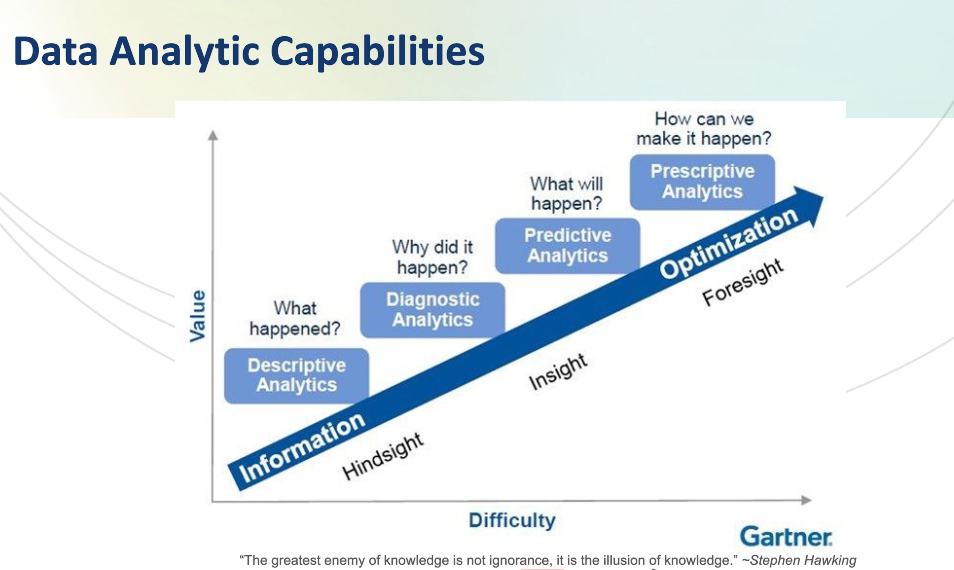 Data Analytic Capabilities
How can we
make it happen?
Prescriptive
Analytics
What will
happen?
Predictive
Analytics
Why did it
happen?
Diagnostic
Analytics
What
happened?
Descriptive
Analytics
Value
Information
Optimization
Hindsight
Insight
Foresight
Difficulty
Gartner.
“The greatest enemy of knowledge is not ignorance, it is the illusion of knowledge.” ~Stephen Hawking